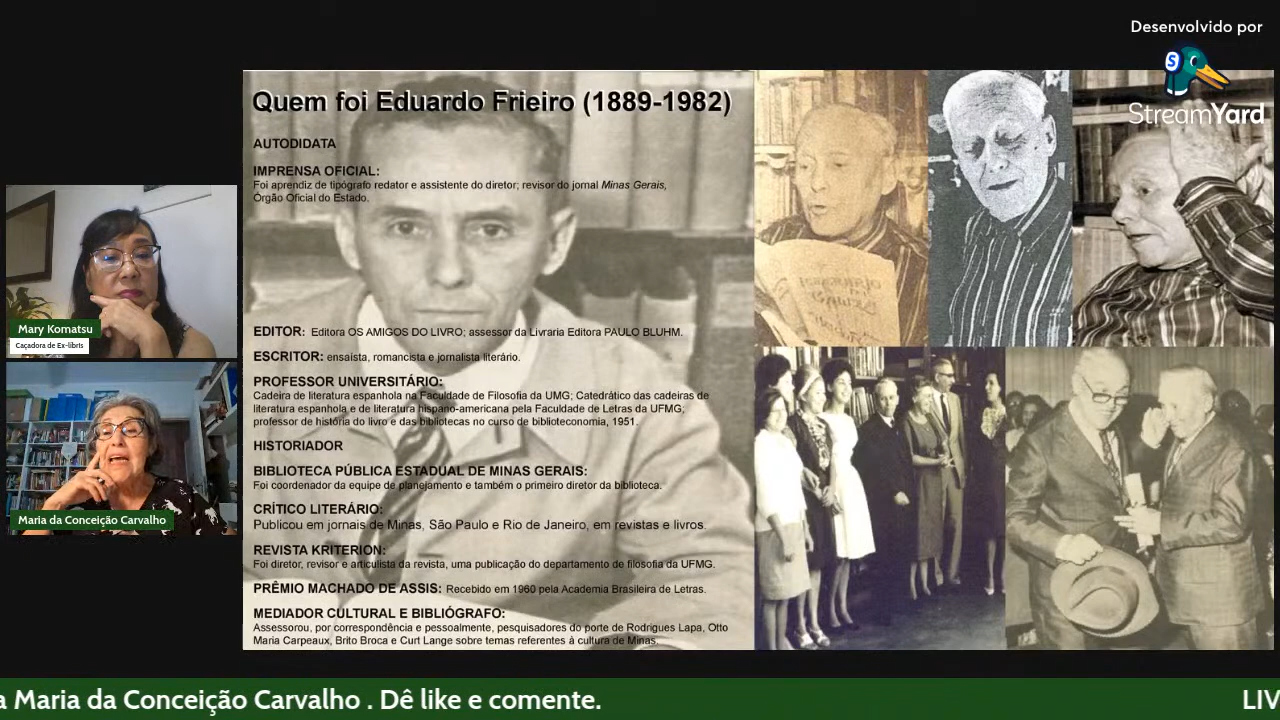 Desenvolvido por
StreamYard
Quem foi Eduardo Frieiro (1889-1982)
AUTODIDATA
IMPRENSA OFICIAL:
Foi aprendiz de tipógrafo redator e assistente do diretor; revisor do jornal Minas Gerais,
Órgão Oficial do Estado.
EDITOR: Editora OS AMIGOS DO LIVRO; assessor da Livraria Editora PAULO BLUHM.
ESCRITOR: ensaísta, romancista e jornalista literário.
PROFESSOR UNIVERSITÁRIO:
Cadeira de literatura espanhola na Faculdade de Filosofia da UMG; Catedrático das cadeiras de
literatura espanhola e de literatura hispano-americana pela Faculdade de Letras da UFMG;
professor de história do livro e das bibliotecas no curso de biblioteconomia, 1951.
HISTORIADOR
BIBLIOTECA PÚBLICA ESTADUAL DE MINAS GERAIS:
Foi coordenador da equipe de planejamento e também o primeiro diretor da biblioteca.
CRÍTICO LITERÁRIO:
Publicou em jornais de Minas, São Paulo e Rio de Janeiro, em revistas e livros.
REVISTA KRITERION:
Foi diretor, revisor e articulista da revista, uma publicação do departamento de filosofia da UFMG.
PRÊMIO MACHADO DE ASSIS: Recebido em 1960 pela Academia Brasileira de Letras.
MEDIADOR CULTURAL E BIBLIÓGRAFO:
Assessorou, por correspondência e pessoalmente, pesquisadores do porte de Rodrigues Lapa, Otto
Maria Carpeaux, Brito Broca e Curt Lange sobre temas referentes à cultura de Minas.
Mary Komatsu
Caçadora de Ex-libris
Maria da Conceição Carvalho
a Maria da Conceição Carvalho . Dê like e comente.
LIV